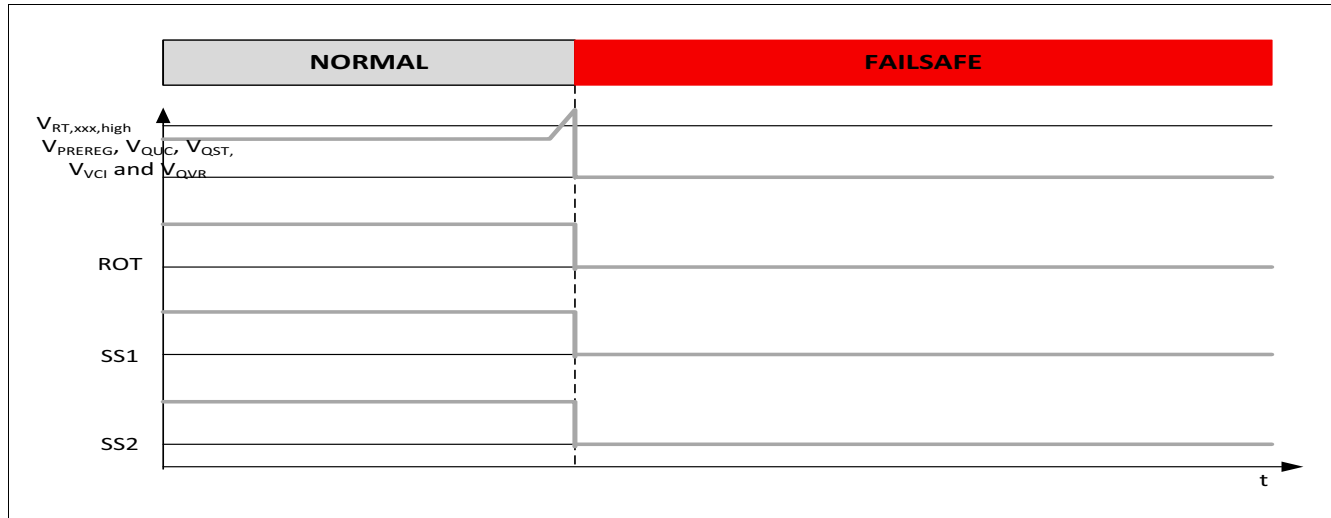 NORMAL FAILSAFE
VRT,xxx,high
VPREREG, VQUC, VQST,
VVCI and VQVR
ROT
SS1
SS2
t